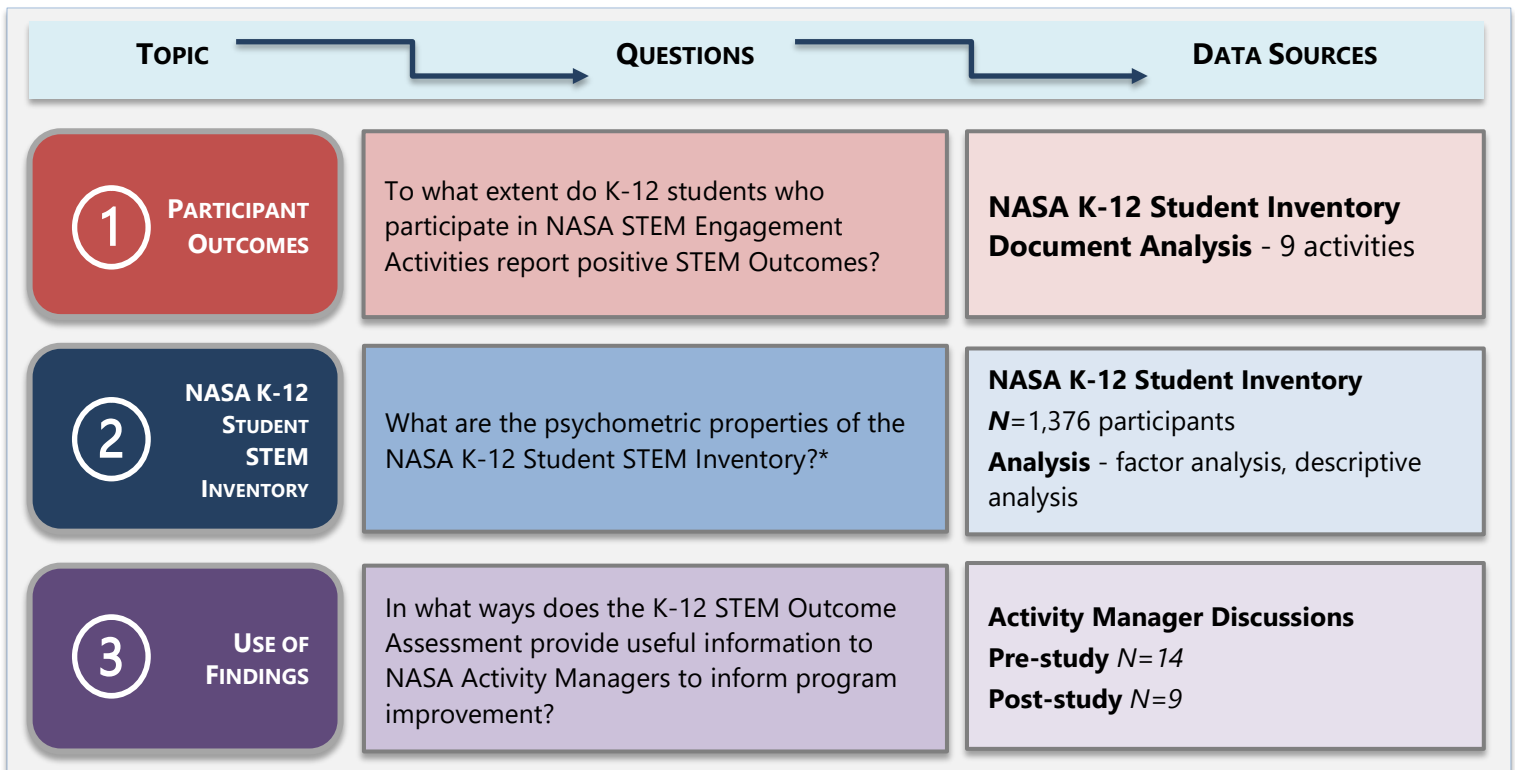 TOPIC
QUESTIONS
DATA SOURCES
1
PARTICIPANT
OUTCOMES
To what extent do K-12 students who
participate in NASA STEM Engagement
Activities report positive STEM Outcomes?
NASA K-12 Student Inventory
Document Analysis - 9 activities
2
NASA K-12
STUDENT
STEM
INVENTORY
What are the psychometric properties of the
NASA K-12 Student STEM Inventory?*
NASA K-12 Student Inventory
N=1,376 participants
Analysis - factor analysis, descriptive
analysis
3
USE OF
FINDINGS
In what ways does the K-12 STEM Outcome
Assessment provide useful information to
NASA Activity Managers to inform program
improvement?
Activity Manager Discussions
Pre-study N=14
Post-study N=9